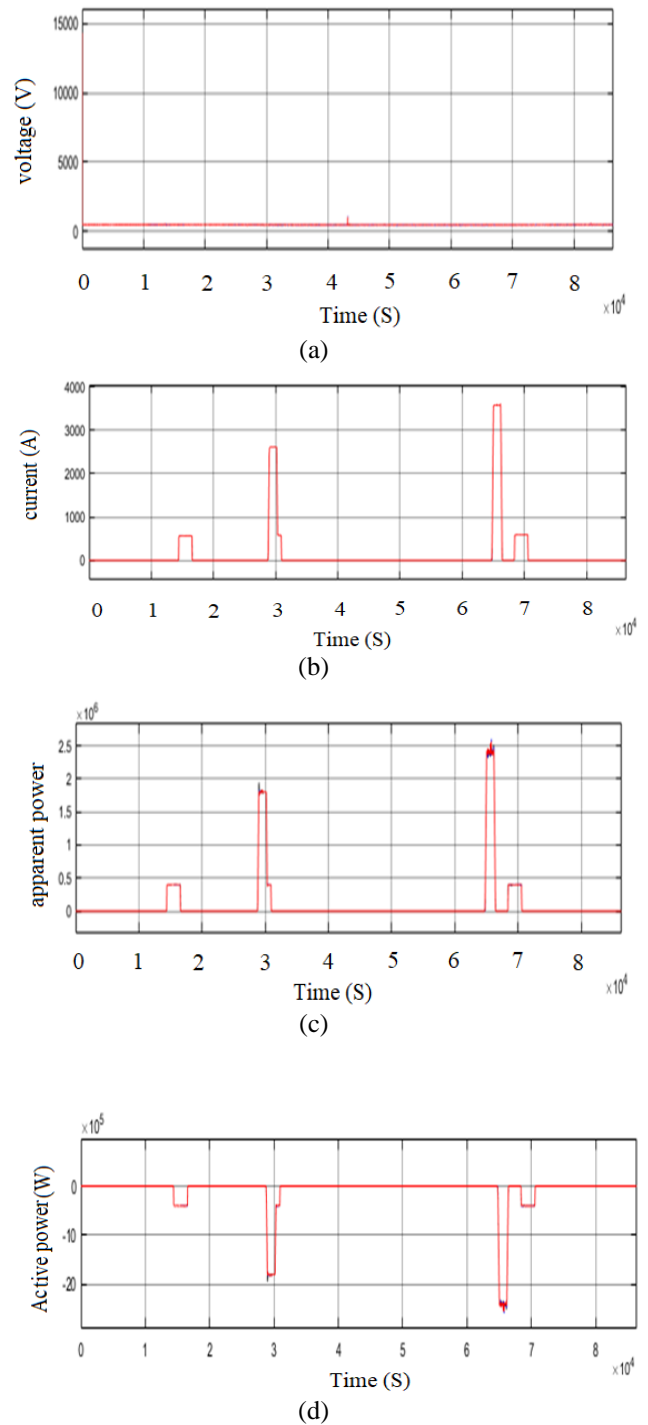 15000
10000
voltage (V)
5000
0
0 1 2 3 4 5 6 7 8
×10⁴
Time (S)
(a)
4000
3000
current (A)
2000
1000
0
0 1 2 3 4 5 6 7 8
×10⁴
Time (S)
(b)
×10⁶
2.5
2
apparent power
1.5
1
0.5
0
0 1 2 3 4 5 6 7 8
×10⁴
Time (S)
(c)
×10⁵
0
Active power(W)
-10
-20
0 1 2 3 4 5 6 7 8
×10⁴
Time (S)
(d)